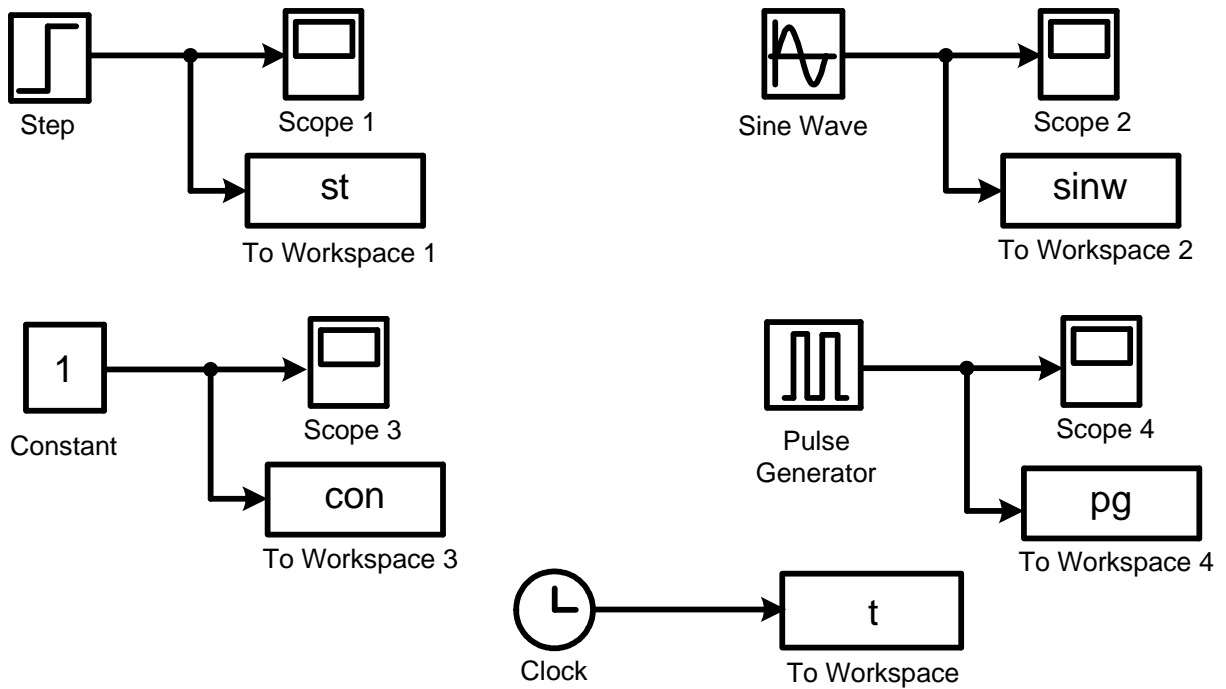 Step
Scope 1
st
To Workspace 1
Sine Wave
Scope 2
sinw
To Workspace 2
1
Constant
Scope 3
con
To Workspace 3
Pulse
Generator
Scope 4
pg
To Workspace 4
Clock
t
To Workspace